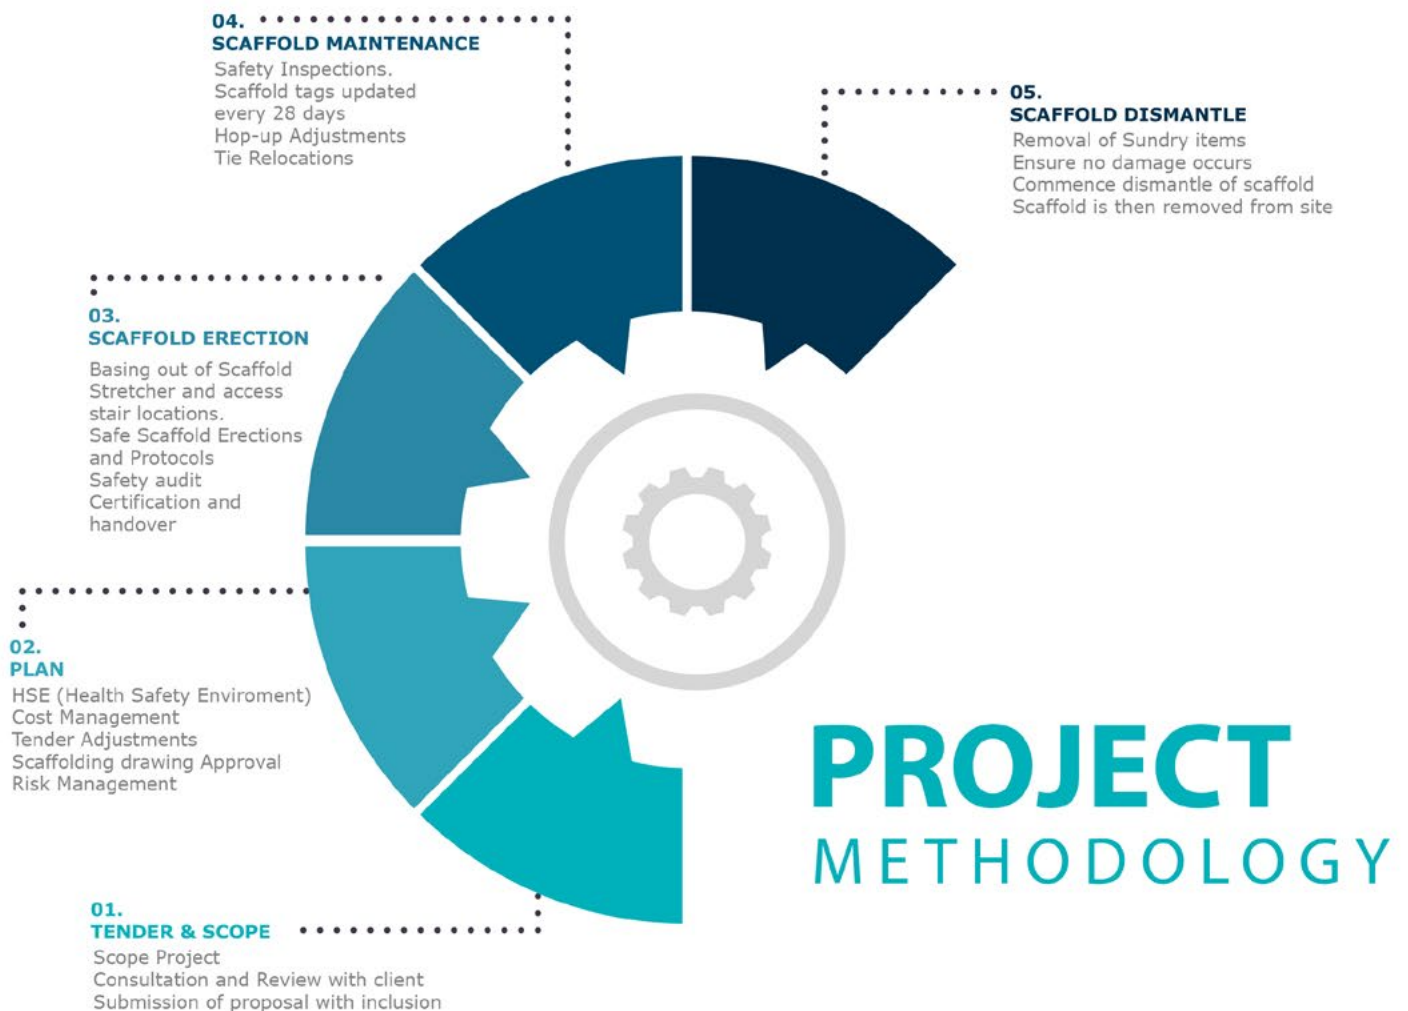 04.
SCAFFOLD MAINTENANCE
Safety Inspections.
Scaffold tags updated
every 28 days
Hop-up Adjustments
Tie Relocations
05.
SCAFFOLD DISMANTLE
Removal of Sundry items
Ensure no damage occurs
Commence dismantle of scaffold
Scaffold is then removed from site
03.
SCAFFOLD ERECTION
Basing out of Scaffold
Stretcher and access
stair locations.
Safe Scaffold Erections
and Protocols
Safety audit
Certification and
handover
02.
PLAN
HSE (Health Safety Enviroment)
Cost Management
Tender Adjustments
Scaffolding drawing Approval
Risk Management
PROJECT
METHODOLOGY
01.
TENDER & SCOPE
Scope Project
Consultation and Review with client
Submission of proposal with inclusion